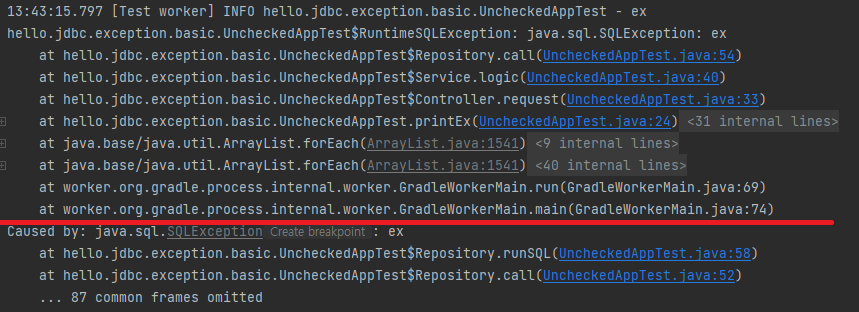 13:43:15.797 [Test worker] INFO hello.jdbc.exception.basic.UncheckedAppTest - ex
hello.jdbc.exception.basic.UncheckedAppTest$RuntimeSQLException: java.sql.SQLException: ex
at hello.jdbc.exception.basic.UncheckedAppTest$Repository.call(UncheckedAppTest.java:54)
at hello.jdbc.exception.basic.UncheckedAppTest$Service.logic(UncheckedAppTest.java:40)
at hello.jdbc.exception.basic.UncheckedAppTest$Controller.request(UncheckedAppTest.java:33)
at hello.jdbc.exception.basic.UncheckedAppTest.printEx(UncheckedAppTest.java:24) <31 internal lines>
at java.base/java.util.ArrayList.forEach(ArrayList.java:1541) <9 internal lines>
at java.base/java.util.ArrayList.forEach(ArrayList.java:1541) <40 internal lines>
at worker.org.gradle.process.internal.worker.GradleWorkerMain.run(GradleWorkerMain.java:69)
at worker.org.gradle.process.internal.worker.GradleWorkerMain.main(GradleWorkerMain.java:74)
Caused by: java.sql.SQLException Create breakpoint : ex
at hello.jdbc.exception.basic.UncheckedAppTest$Repository.runSQL(UncheckedAppTest.java:58)
at hello.jdbc.exception.basic.UncheckedAppTest$Repository.call(UncheckedAppTest.java:52)
... 87 common frames omitted